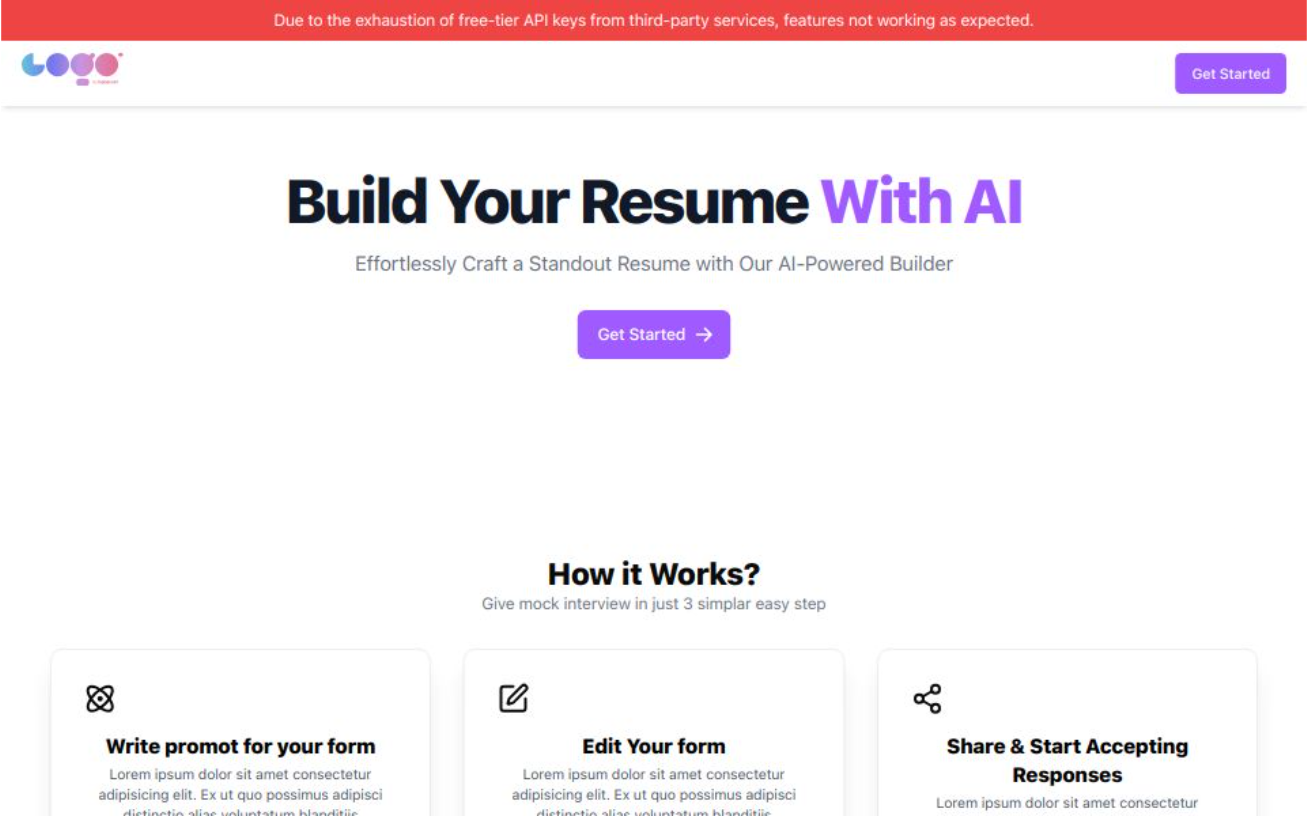 Due to the exhaustion of free-tier API keys from third-party services, features not working as expected.
Logo
Get Started
Build Your Resume With AI
Effortlessly Craft a Standout Resume with Our AI-Powered Builder
Get Started
How it Works?
Give mock interview in just 3 simplar easy step
Write promot for your form
Lorem ipsum dolor sit amet consectetur
adipisicing elit. Ex ut quo possimus adipisci
distinctio alias voluptatum blanditiis
Edit Your form
Lorem ipsum dolor sit amet consectetur
adipisicing elit. Ex ut quo possimus adipisci
distinctio alias voluptatum blanditiis
Share & Start Accepting
Responses
Lorem ipsum dolor sit amet consectetur